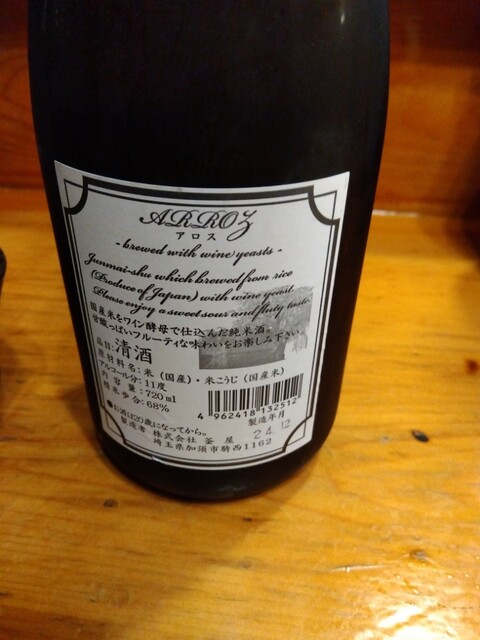 ARROZ
アロス
- brewed with wine yeasts -
Junmai-shu which brewed from rice
(Produce of Japan) with wine yeast.
Please enjoy a sweet sour and fluty taste.
国産米をワイン酵母で仕込んだ純米酒。
甘酸っぱいフルーティな味わいをお楽しみ下さい。
品目:清酒
原材料名:米(国産)・米こうじ(国産米)
アルコール分:11度
内容量:720ml
精米歩合:68%
4 962418 132512
製造年月
24.12
●お酒は20歳になってから。
製造者 株式会社 釜屋
埼玉県加須市騎西1162